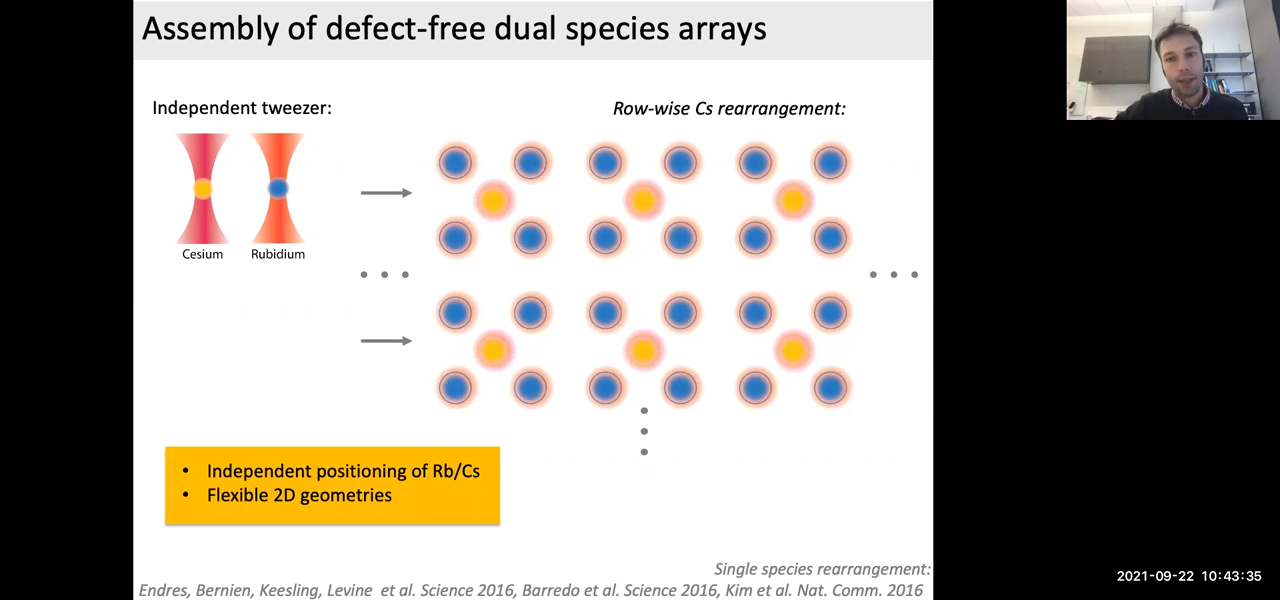 Assembly of defect-free dual species arrays
Independent tweezer:
Row-wise Cs rearrangement:
Cesium
Rubidium
• Independent positioning of Rb/Cs
• Flexible 2D geometries
Single species rearrangement:
Endres, Bernien, Keesling, Levine et al. Science 2016, Barredo et al. Science 2016, Kim et al. Nat. Comm. 2016
2021-09-22 10:43:35